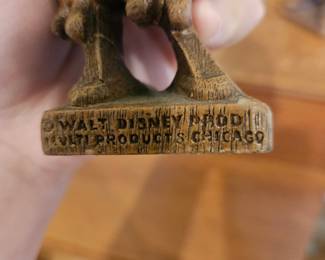 © WALT DISNEY PROD
MULTI PRODUCTS CHICAGO